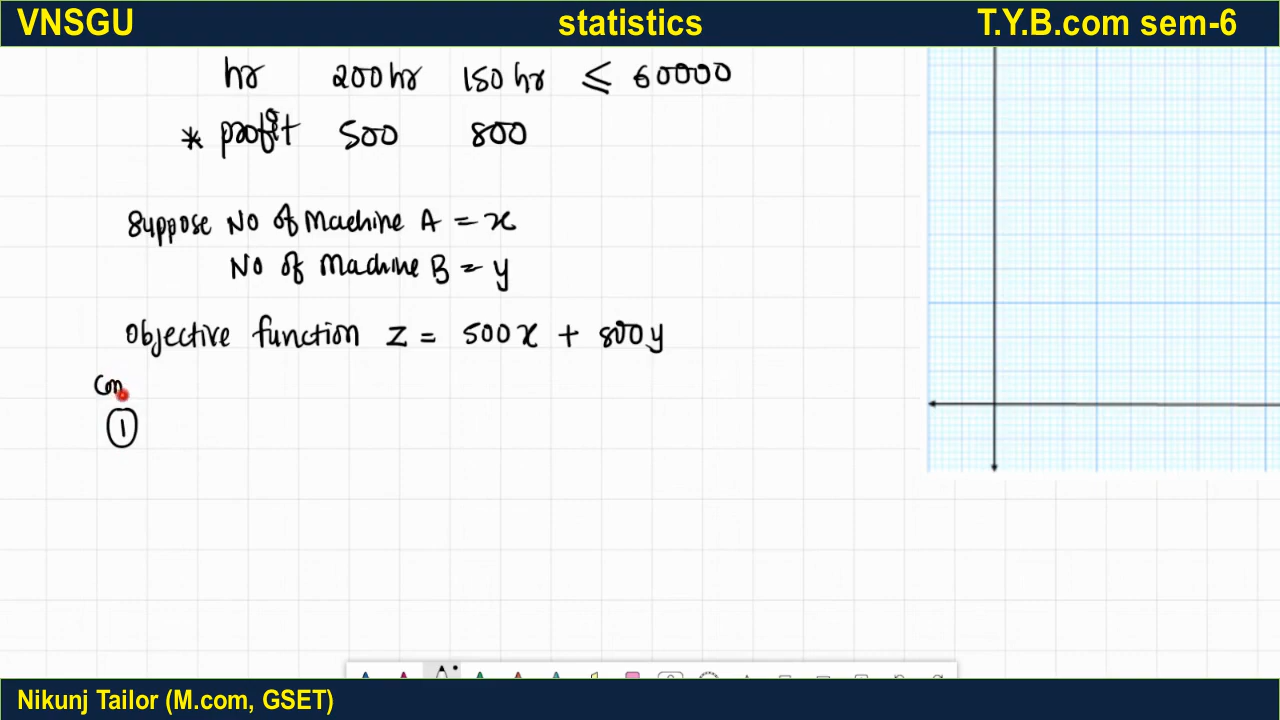 VNSGU statistics T.Y.B.com sem-6
hr 200 hr 150 hr ≤ 60000
* profit 500 800
Suppose No of Machine A = x
No of Machine B = y
Objective function Z = 500x + 800y
Con
①
Nikunj Tailor (M.com, GSET)